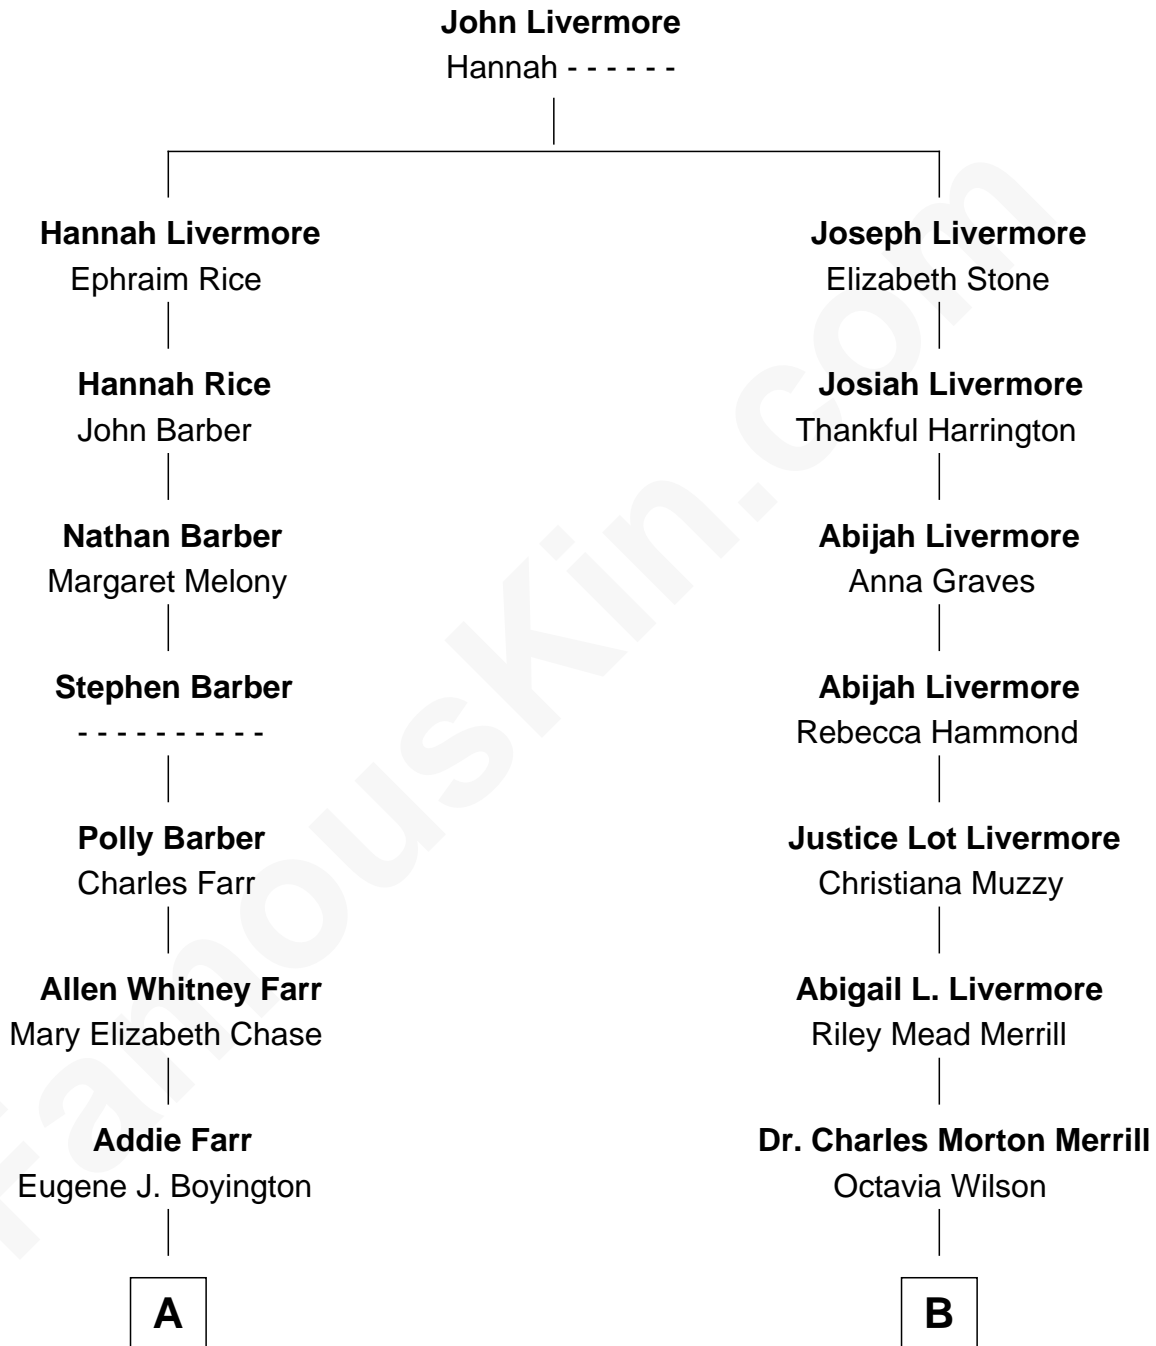 John Livermore
Hannah - - - - - -
Hannah Livermore
Ephraim Rice
Joseph Livermore
Elizabeth Stone
Hannah Rice
John Barber
Josiah Livermore
Thankful Harrington
Nathan Barber
Margaret Melony
Abijah Livermore
Anna Graves
Stephen Barber
- - - - - - - - - -
Abijah Livermore
Rebecca Hammond
Polly Barber
Charles Farr
Justice Lot Livermore
Christiana Muzzy
Allen Whitney Farr
Mary Elizabeth Chase
Abigail L. Livermore
Riley Mead Merrill
Addie Farr
Eugene J. Boyington
Dr. Charles Morton Merrill
Octavia Wilson
A
B
FamousKin.com